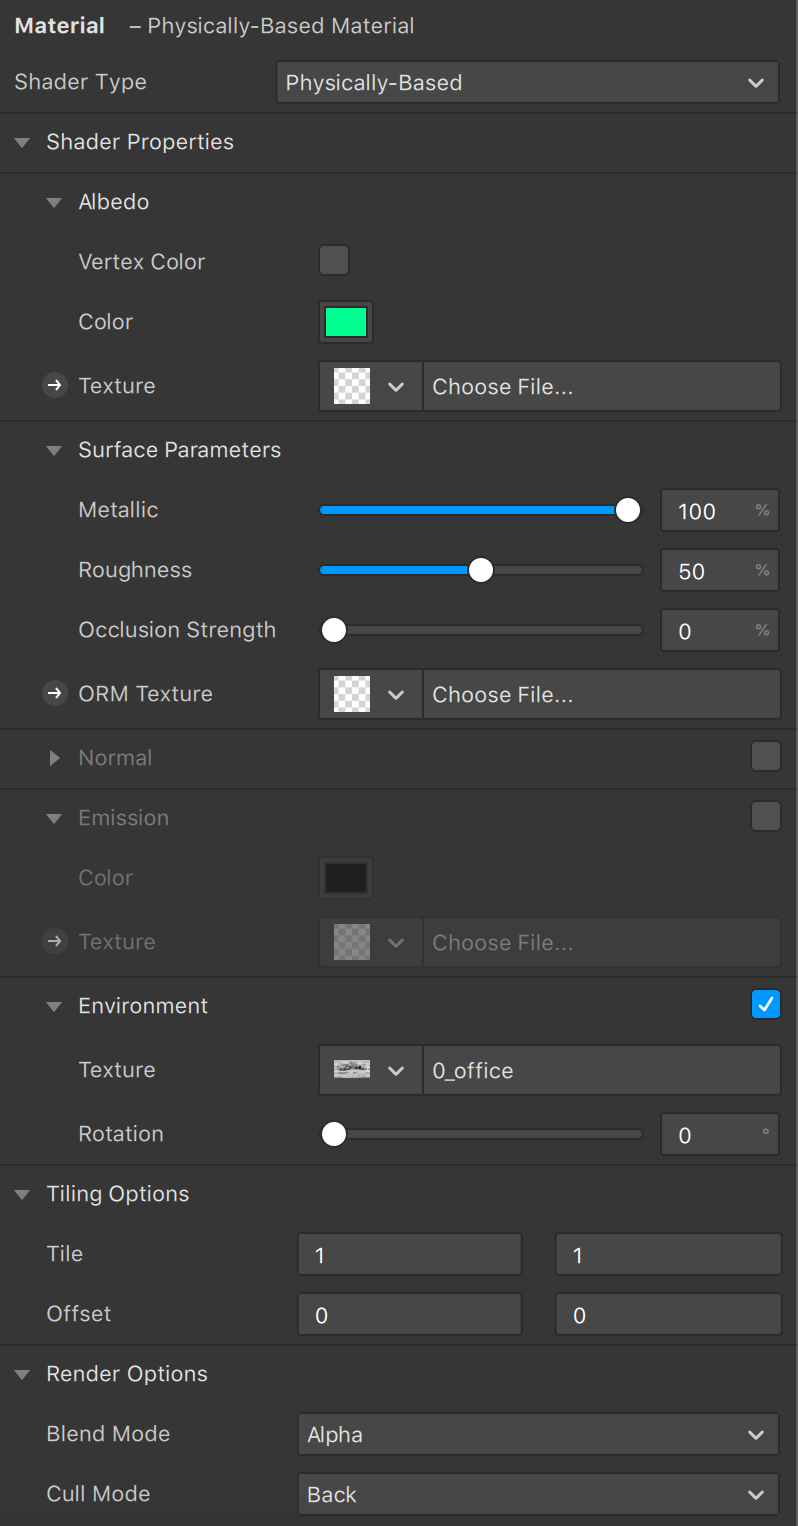 Material – Physically-Based Material
Shader Type Physically-Based
Shader Properties
Albedo
Vertex Color
Color
Texture Choose File...
Surface Parameters
Metallic 100 %
Roughness 50 %
Occlusion Strength 0 %
ORM Texture Choose File...
Normal
Emission
Color
Texture Choose File...
Environment
Texture 0_office
Rotation 0 °
Tiling Options
Tile 1 1
Offset 0 0
Render Options
Blend Mode Alpha
Cull Mode Back